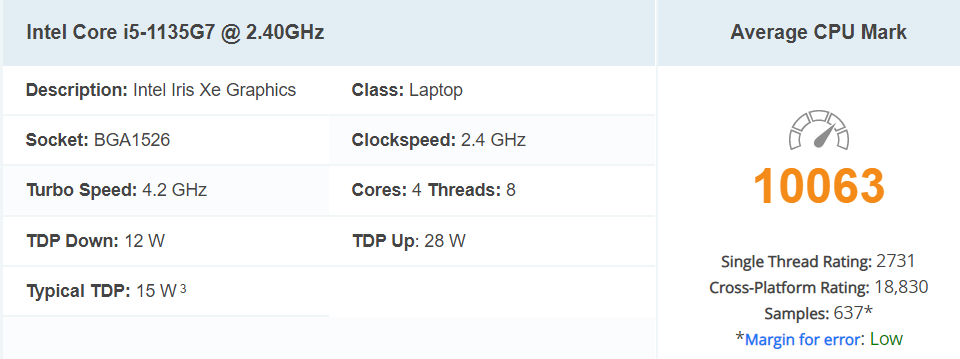 Intel Core i5-1135G7 @ 2.40GHz
Average CPU Mark
Description: Intel Iris Xe Graphics
Class: Laptop
Socket: BGA1526
Clockspeed: 2.4 GHz
Turbo Speed: 4.2 GHz
Cores: 4 Threads: 8
TDP Down: 12 W
TDP Up: 28 W
Typical TDP: 15 W 3
10063
Single Thread Rating: 2731
Cross-Platform Rating: 18,830
Samples: 637*
*Margin for error: Low